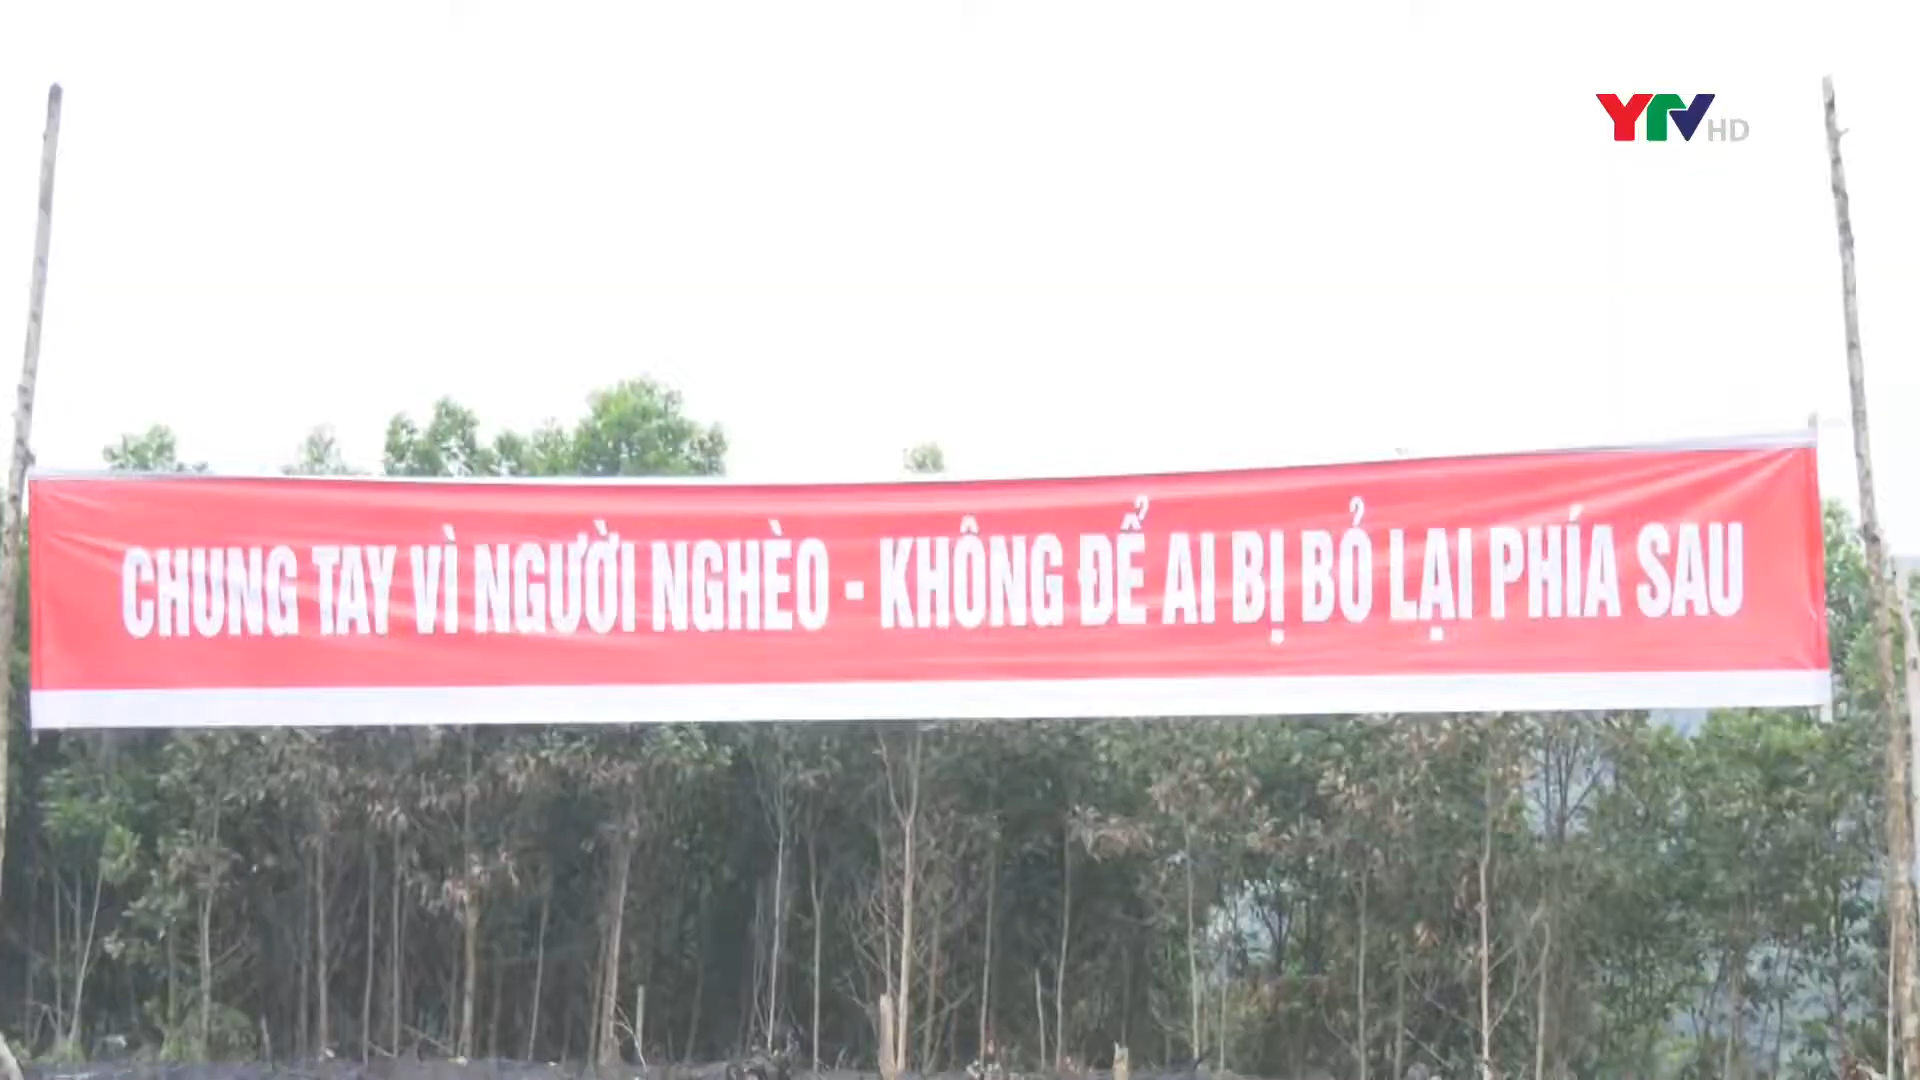 YTV HD
CHUNG TAY VÌ NGƯỜI NGHÈO - KHÔNG ĐỂ AI BỊ BỎ LẠI PHÍA SAU